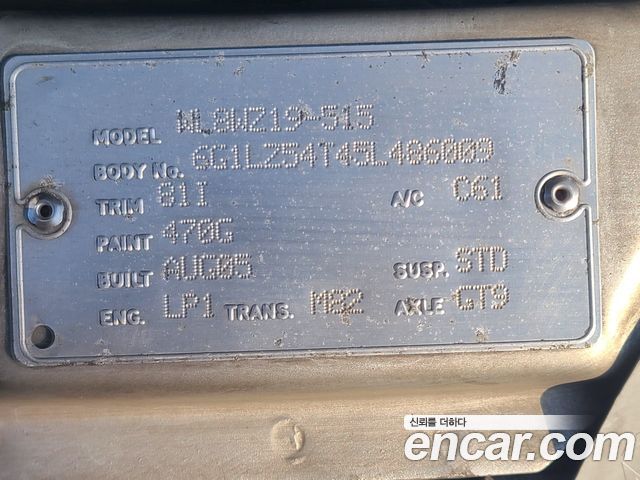 MODEL WL8WZ19-515
BODY No. 6G1LZ54T45L486009
TRIM 81I A/C C61
PAINT 470G
BUILT AUG05 SUSP. STD
ENG. LP1 TRANS. M82 AXLE GT9
신뢰를 더하다
encar.com